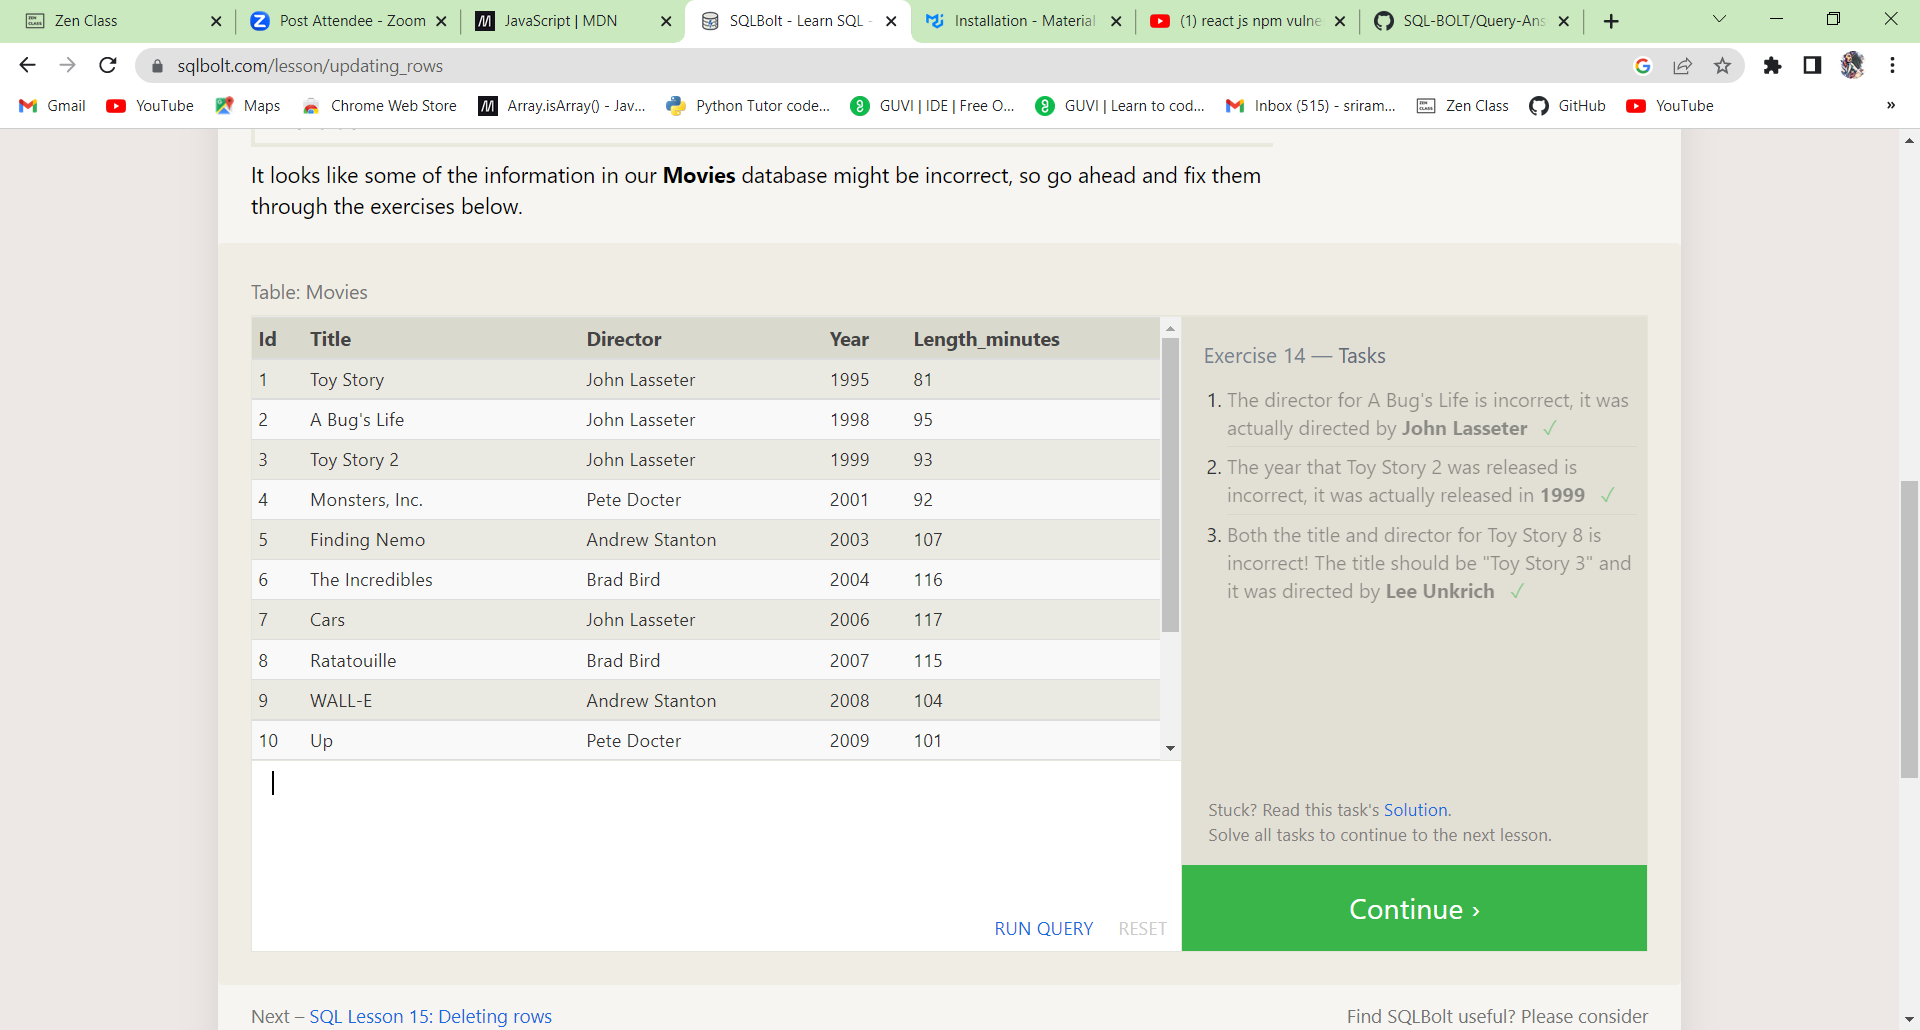 Zen Class
Post Attendee - Zoom
JavaScript | MDN
SQLBolt - Learn SQL -
Installation - Material
(1) react js npm vulne
SQL-BOLT/Query-Ans
sqlbolt.com/lesson/updating_rows
Gmail
YouTube
Maps
Chrome Web Store
Array.isArray() - Jav...
Python Tutor code...
GUVI | IDE | Free O...
GUVI | Learn to cod...
Inbox (515) - sriram...
Zen Class
GitHub
YouTube
»
It looks like some of the information in our Movies database might be incorrect, so go ahead and fix them
through the exercises below.
Table: Movies
Id Title Director Year Length_minutes
1 Toy Story John Lasseter 1995 81
2 A Bug's Life John Lasseter 1998 95
3 Toy Story 2 John Lasseter 1999 93
4 Monsters, Inc. Pete Docter 2001 92
5 Finding Nemo Andrew Stanton 2003 107
6 The Incredibles Brad Bird 2004 116
7 Cars John Lasseter 2006 117
8 Ratatouille Brad Bird 2007 115
9 WALL-E Andrew Stanton 2008 104
10 Up Pete Docter 2009 101
RUN QUERY RESET
Exercise 14 — Tasks
1. The director for A Bug's Life is incorrect, it was
actually directed by John Lasseter ✓
2. The year that Toy Story 2 was released is
incorrect, it was actually released in 1999 ✓
3. Both the title and director for Toy Story 8 is
incorrect! The title should be "Toy Story 3" and
it was directed by Lee Unkrich ✓
Stuck? Read this task's Solution.
Solve all tasks to continue to the next lesson.
Continue ›
Next – SQL Lesson 15: Deleting rows
Find SQLBolt useful? Please consider